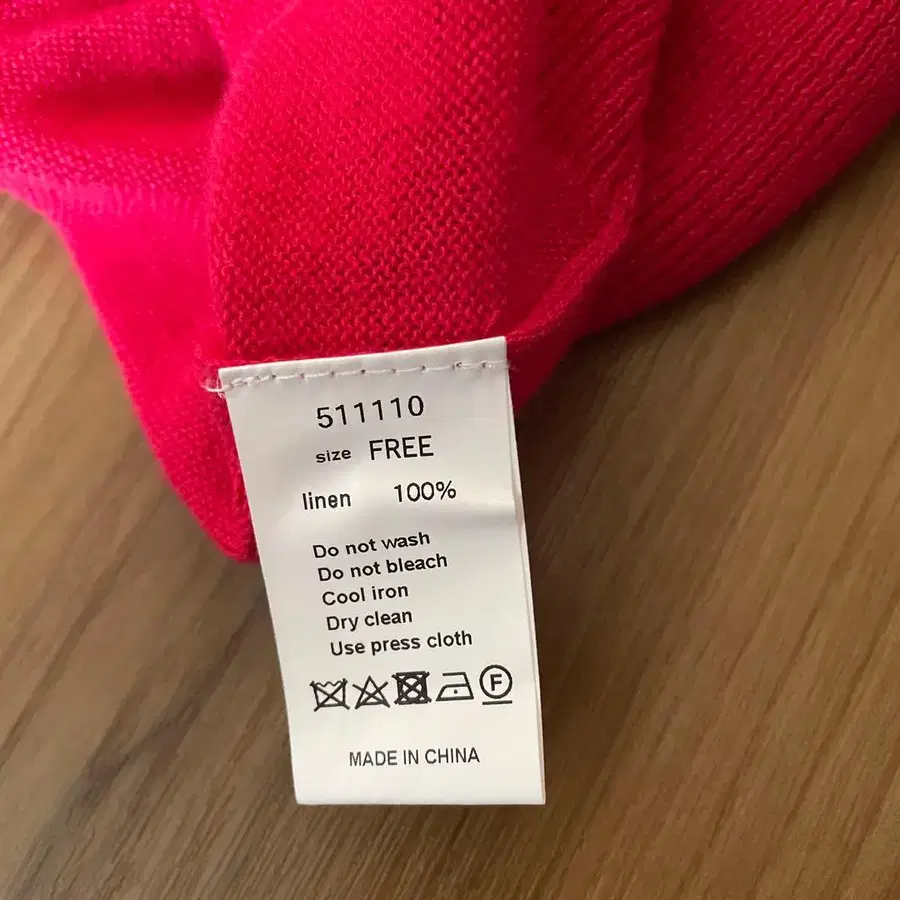 511110
size FREE
linen 100%
Do not wash
Do not bleach
Cool iron
Dry clean
Use press cloth
F
MADE IN CHINA